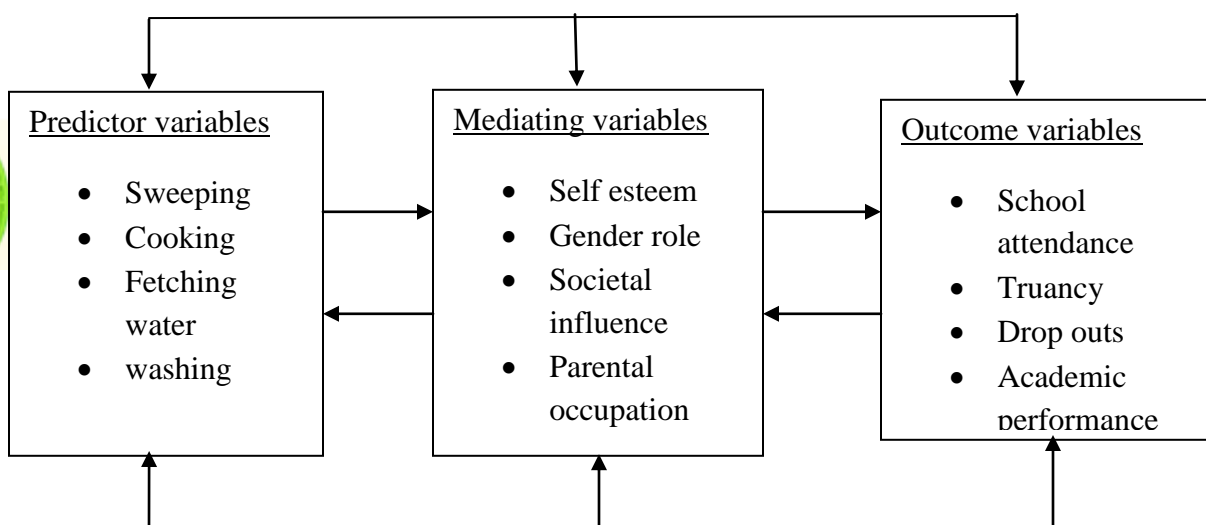 Predictor variables
• Sweeping
• Cooking
• Fetching
water
• washing
Mediating variables
• Self esteem
• Gender role
• Societal
influence
• Parental
occupation
Outcome variables
• School
attendance
• Truancy
• Drop outs
• Academic
performance